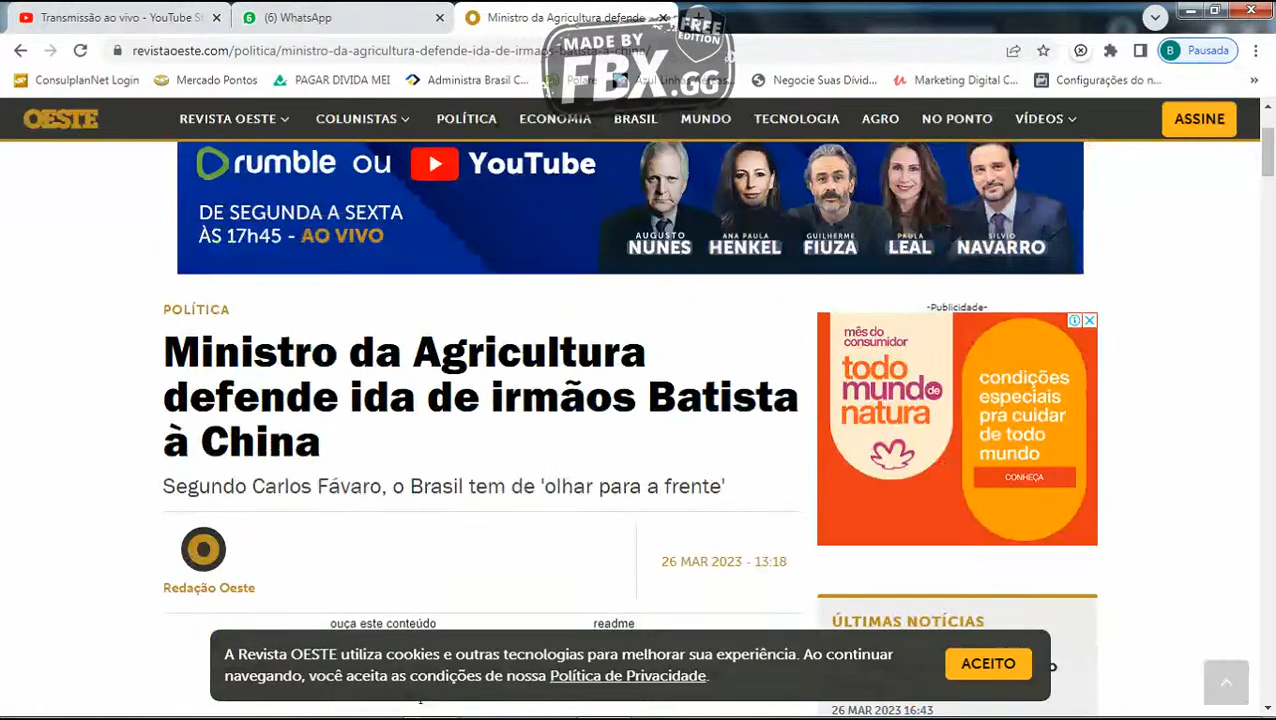 Transmissão ao vivo - YouTube St
(6) WhatsApp
Ministro da Agricultura defende
revistaoeste.com/politica/ministro-da-agricultura-defende-ida-de-irmaos-batista-a-china/
B Pausada
MADE BY
FBX.GG
FREE
EDITION
ConsulplanNet Login
Mercado Pontos
PAGAR DIVIDA MEI
Administra Brasil C...
Azul Linhas Aéreas...
Negocie Suas Dívid...
Marketing Digital C...
Configurações do n...
OESTE
REVISTA OESTE
COLUNISTAS
POLÍTICA
ECONOMIA
BRASIL
MUNDO
TECNOLOGIA
AGRO
NO PONTO
VÍDEOS
ASSINE
rumble ou YouTube
DE SEGUNDA A SEXTA
ÀS 17h45 - AO VIVO
AUGUSTO
NUNES
ANA PAULA
HENKEL
GUILHERME
FIUZA
PAULA
LEAL
SILVIO
NAVARRO
POLÍTICA
Ministro da Agricultura
defende ida de irmãos Batista
à China
Segundo Carlos Fávaro, o Brasil tem de 'olhar para a frente'
Redação Oeste
26 MAR 2023 - 13:18
ouça este conteúdo
readme
-Publicidade-
mês do
consumidor
todo
mundo de
natura
condições
especiais
pra cuidar
de todo
mundo
CONHEÇA
ÚLTIMAS NOTÍCIAS
26 MAR 2023 16:43
A Revista OESTE utiliza cookies e outras tecnologias para melhorar sua experiência. Ao continuar
navegando, você aceita as condições de nossa Política de Privacidade.
ACEITO